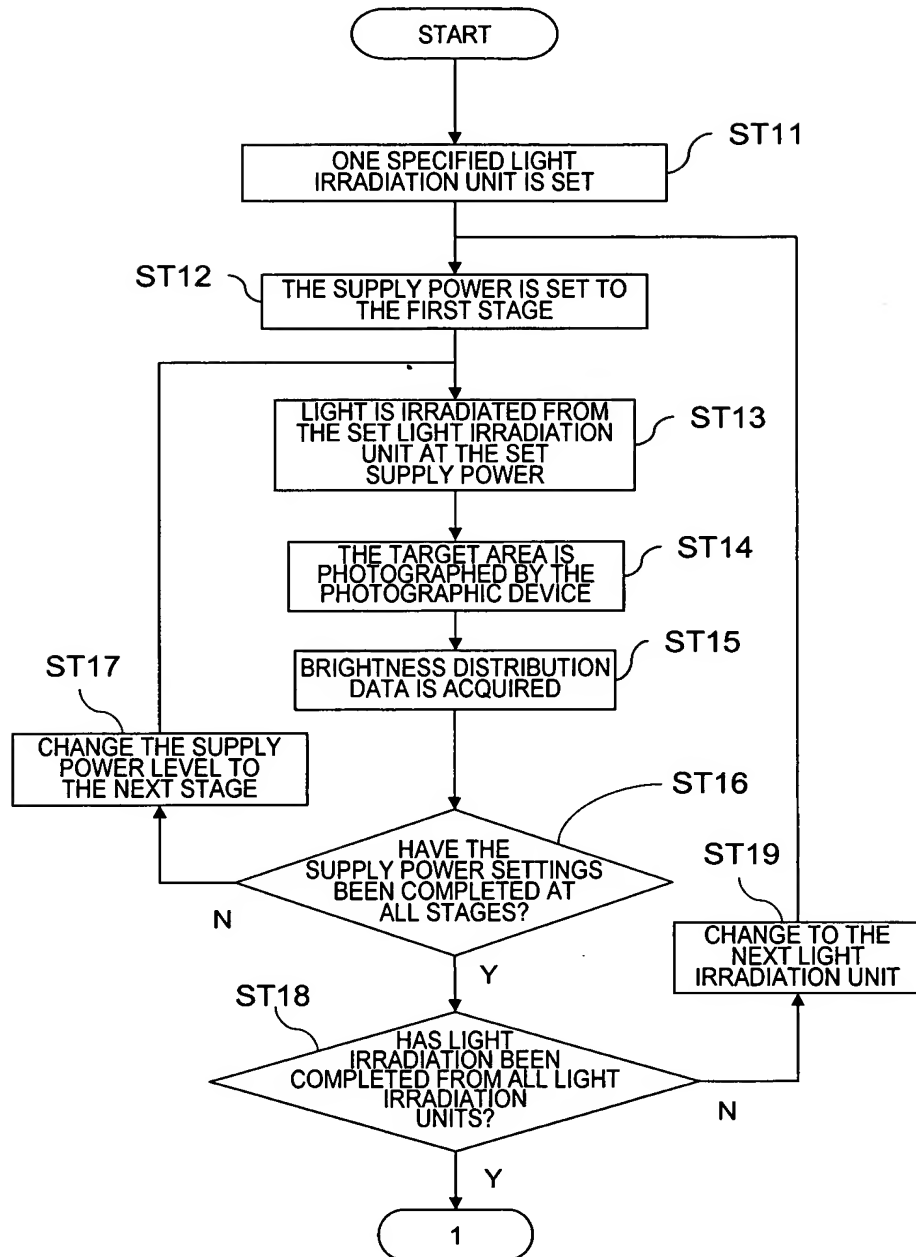 START
ST11
ONE SPECIFIED LIGHT
IRRADIATION UNIT IS SET
ST12
THE SUPPLY POWER IS SET TO
THE FIRST STAGE
LIGHT IS IRRADIATED FROM
THE SET LIGHT IRRADIATION
UNIT AT THE SET
SUPPLY POWER
ST13
THE TARGET AREA IS
PHOTOGRAPHED BY THE
PHOTOGRAPHIC DEVICE
ST14
BRIGHTNESS DISTRIBUTION
DATA IS ACQUIRED
ST15
ST17
CHANGE THE SUPPLY
POWER LEVEL TO
THE NEXT STAGE
ST16
HAVE THE
SUPPLY POWER SETTINGS
BEEN COMPLETED AT
ALL STAGES?
N
Y
ST19
CHANGE TO THE
NEXT LIGHT
IRRADIATION UNIT
ST18
HAS LIGHT
IRRADIATION BEEN
COMPLETED FROM ALL LIGHT
IRRADIATION
UNITS?
N
Y
1